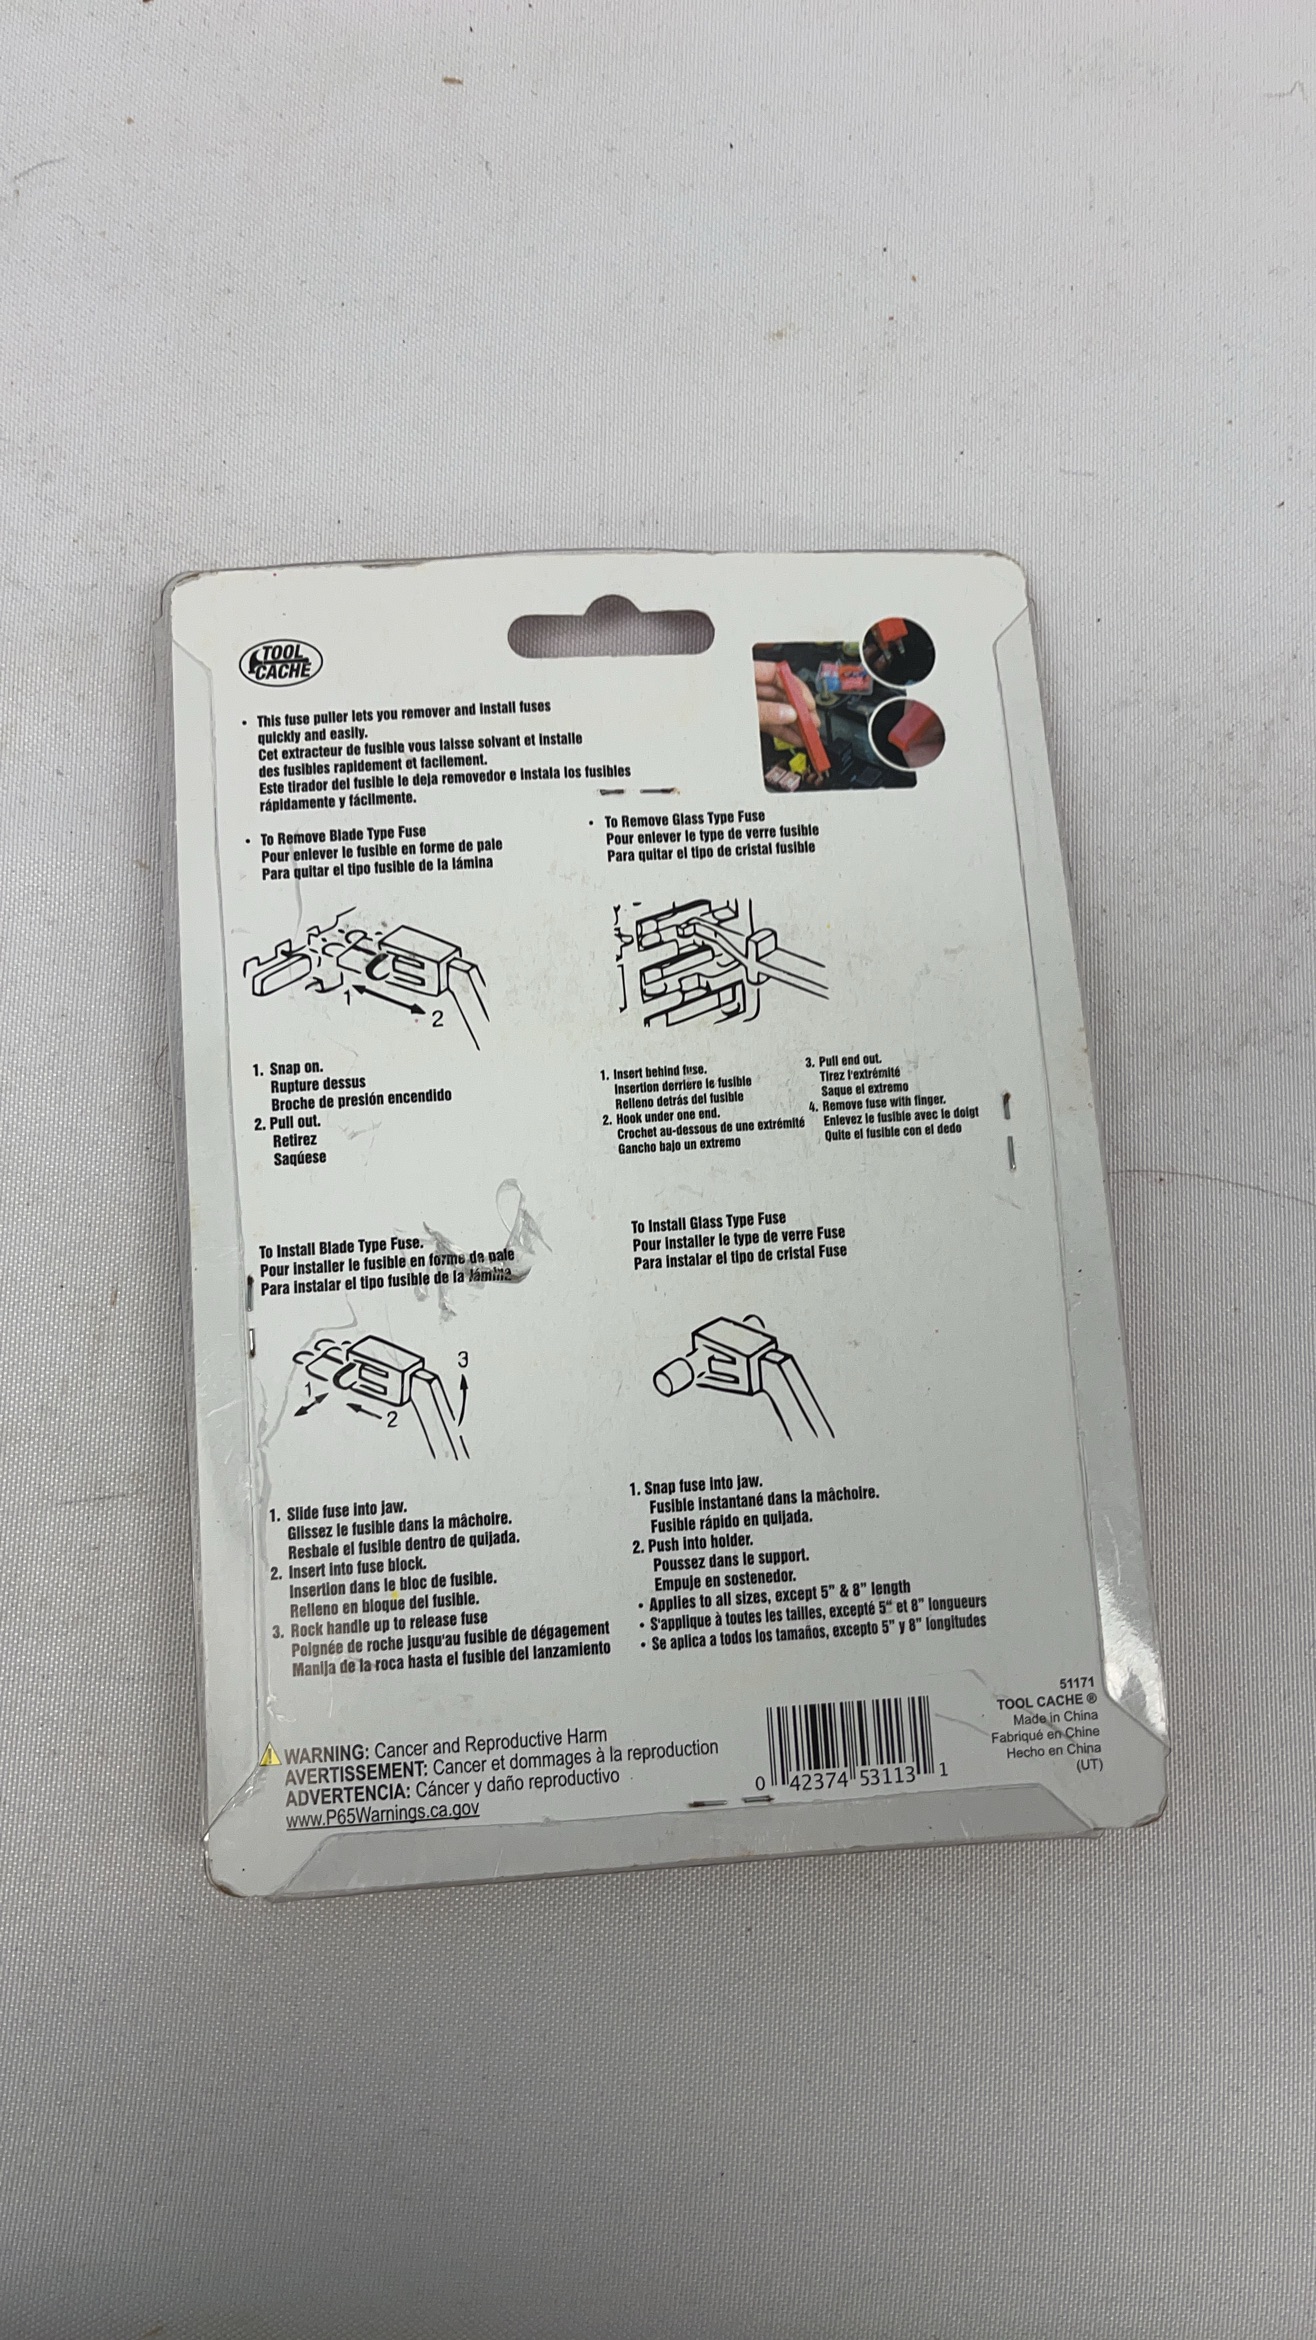 TOOL
CACHE
• This fuse puller lets you remover and install fuses
quickly and easily.
Cet extracteur de fusible vous laisse solvant et installe
des fusibles rapidement et facilement.
Este tirador del fusible le deja removedor e instala los fusibles
rápidamente y fácilmente.
• To Remove Blade Type Fuse
Pour enlever le fusible en forme de pale
Para quitar el tipo fusible de la lámina
1
2
1. Snap on.
Rupture dessus
Broche de presión encendido
2. Pull out.
Retirez
Saqúese
• To Remove Glass Type Fuse
Pour enlever le type de verre fusible
Para quitar el tipo de cristal fusible
1. Insert behind fuse.
Insertion derrière le fusible
Relleno detrás del fusible
2. Hook under one end.
Crochet au-dessous de une extrémité
Gancho bajo un extremo
3. Pull end out.
Tirez l'extrémité
Saque el extremo
4. Remove fuse with finger.
Enlevez le fusible avec le doigt
Quite el fusible con el dedo
To Install Blade Type Fuse.
Pour installer le fusible en forme de pale
Para instalar el tipo fusible de la lámina
1
2
3
1. Slide fuse into jaw.
Glissez le fusible dans la mâchoire.
Resbale el fusible dentro de quijada.
2. Insert into fuse block.
Insertion dans le bloc de fusible.
Relleno en bloque del fusible.
3. Rock handle up to release fuse
Poignée de roche jusqu'au fusible de dégagement
Manija de la roca hasta el fusible del lanzamiento
To Install Glass Type Fuse
Pour installer le type de verre Fuse
Para instalar el tipo de cristal Fuse
1. Snap fuse into jaw.
Fusible instantané dans la mâchoire.
Fusible rápido en quijada.
2. Push into holder.
Poussez dans le support.
Empuje en sostenedor.
• Applies to all sizes, except 5" & 8" length
• S'applique à toutes les tailles, excepté 5" et 8" longueurs
• Se aplica a todos los tamaños, excepto 5" y 8" longitudes
WARNING: Cancer and Reproductive Harm
AVERTISSEMENT: Cancer et dommages à la reproduction
ADVERTENCIA: Cáncer y daño reproductivo
www.P65Warnings.ca.gov
0 42374 53113 1
51171
TOOL CACHE ®
Made in China
Fabriqué en Chine
Hecho en China
(UT)